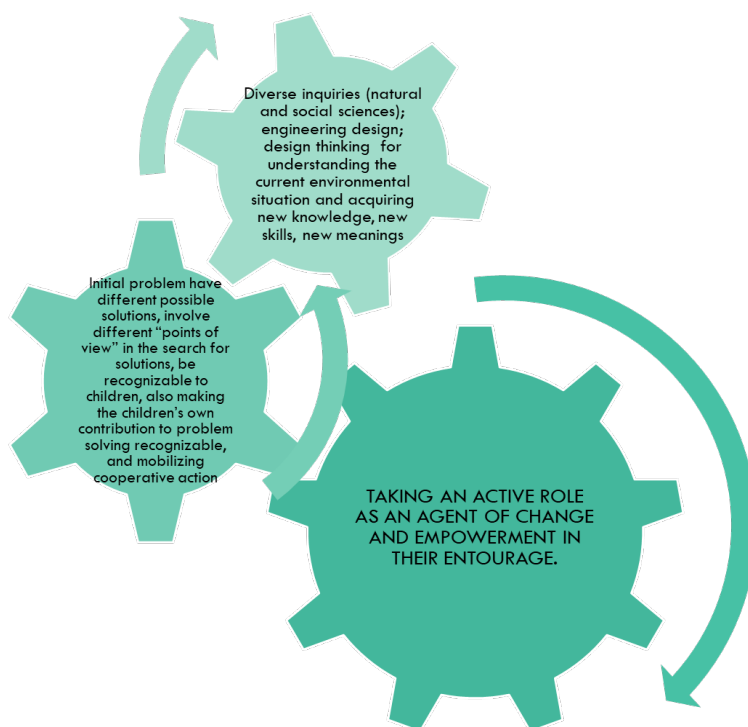 Diverse inquiries (natural
and social sciences);
engineering design;
design thinking for
understanding the
current environmental
situation and acquiring
new knowledge, new
skills, new meanings
Initial problem have
different possible
solutions, involve
different “points of
view” in the search for
solutions, be
recognizable to
children, also making
the children’s own
contribution to problem
solving recognizable,
and mobilizing
cooperative action
TAKING AN ACTIVE ROLE
AS AN AGENT OF CHANGE
AND EMPOWERMENT IN
THEIR ENTOURAGE.